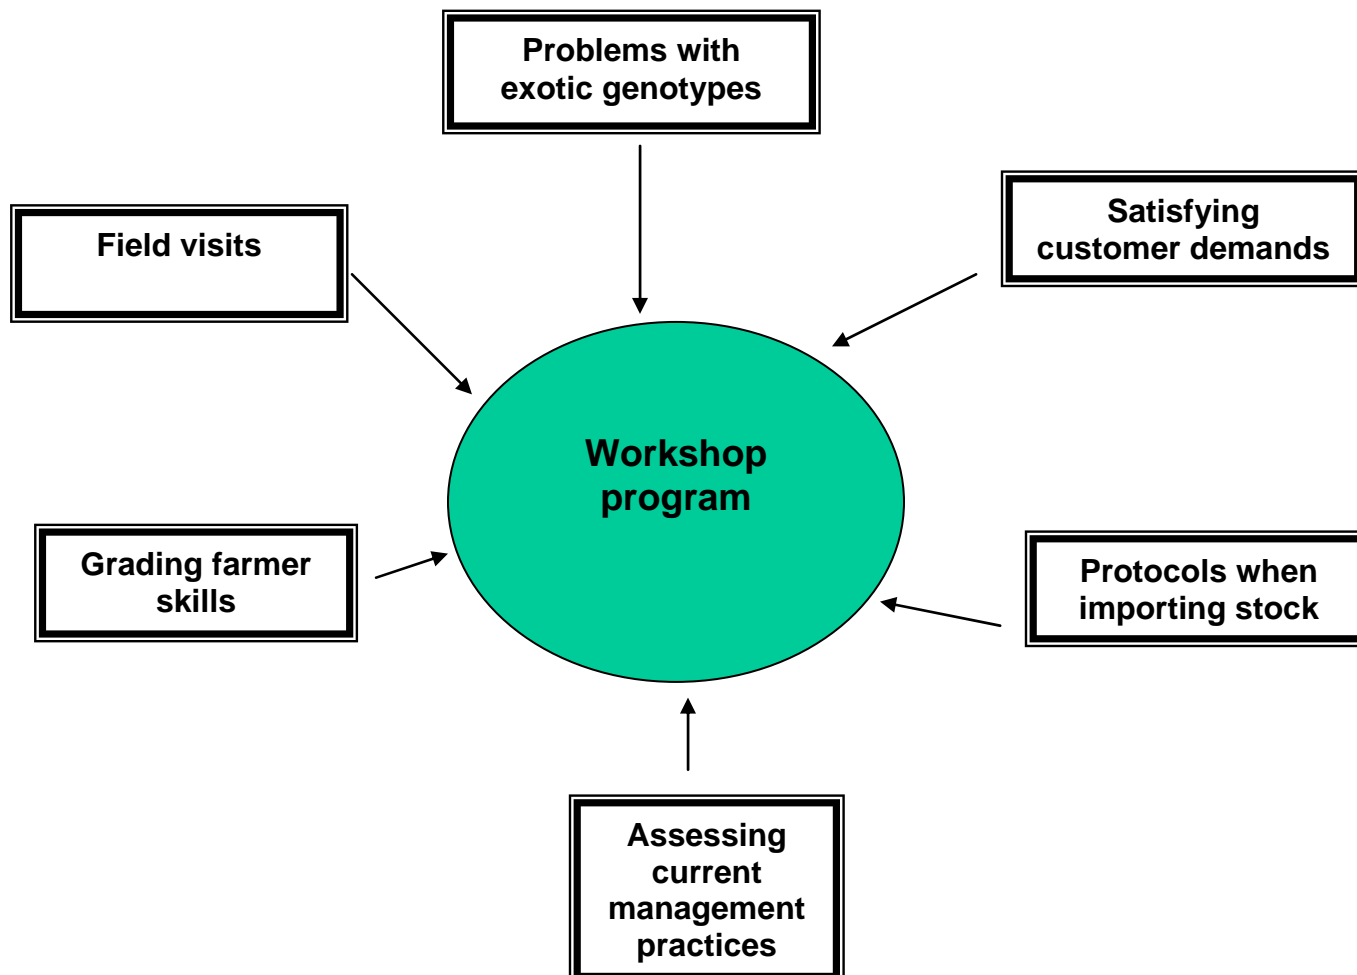 Problems with
exotic genotypes
Satisfying
customer demands
Field visits
Workshop
program
Grading farmer
skills
Protocols when
importing stock
Assessing
current
management
practices